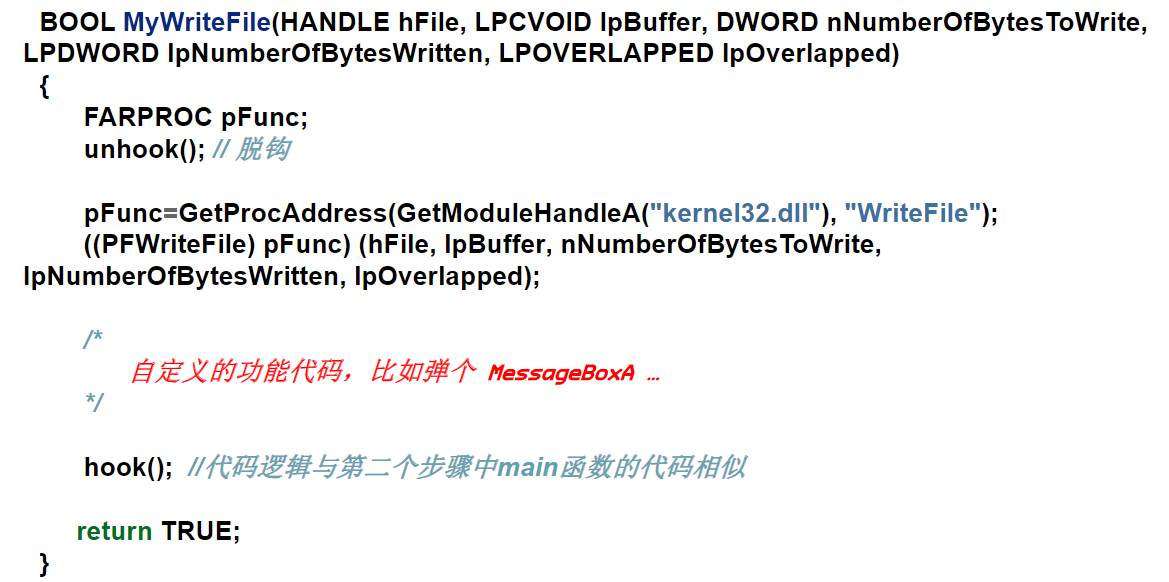 BOOL MyWriteFile(HANDLE hFile, LPCVOID lpBuffer, DWORD nNumberOfBytesToWrite,
LPDWORD lpNumberOfBytesWritten, LPOVERLAPPED lpOverlapped)
{
FARPROC pFunc;
unhook(); // 脱钩
pFunc=GetProcAddress(GetModuleHandleA("kernel32.dll"), "WriteFile");
((PFWriteFile) pFunc) (hFile, lpBuffer, nNumberOfBytesToWrite,
lpNumberOfBytesWritten, lpOverlapped);
/*
自定义的功能代码，比如弹个 MessageBoxA …
*/
hook(); //代码逻辑与第二个步骤中main函数的代码相似
return TRUE;
}